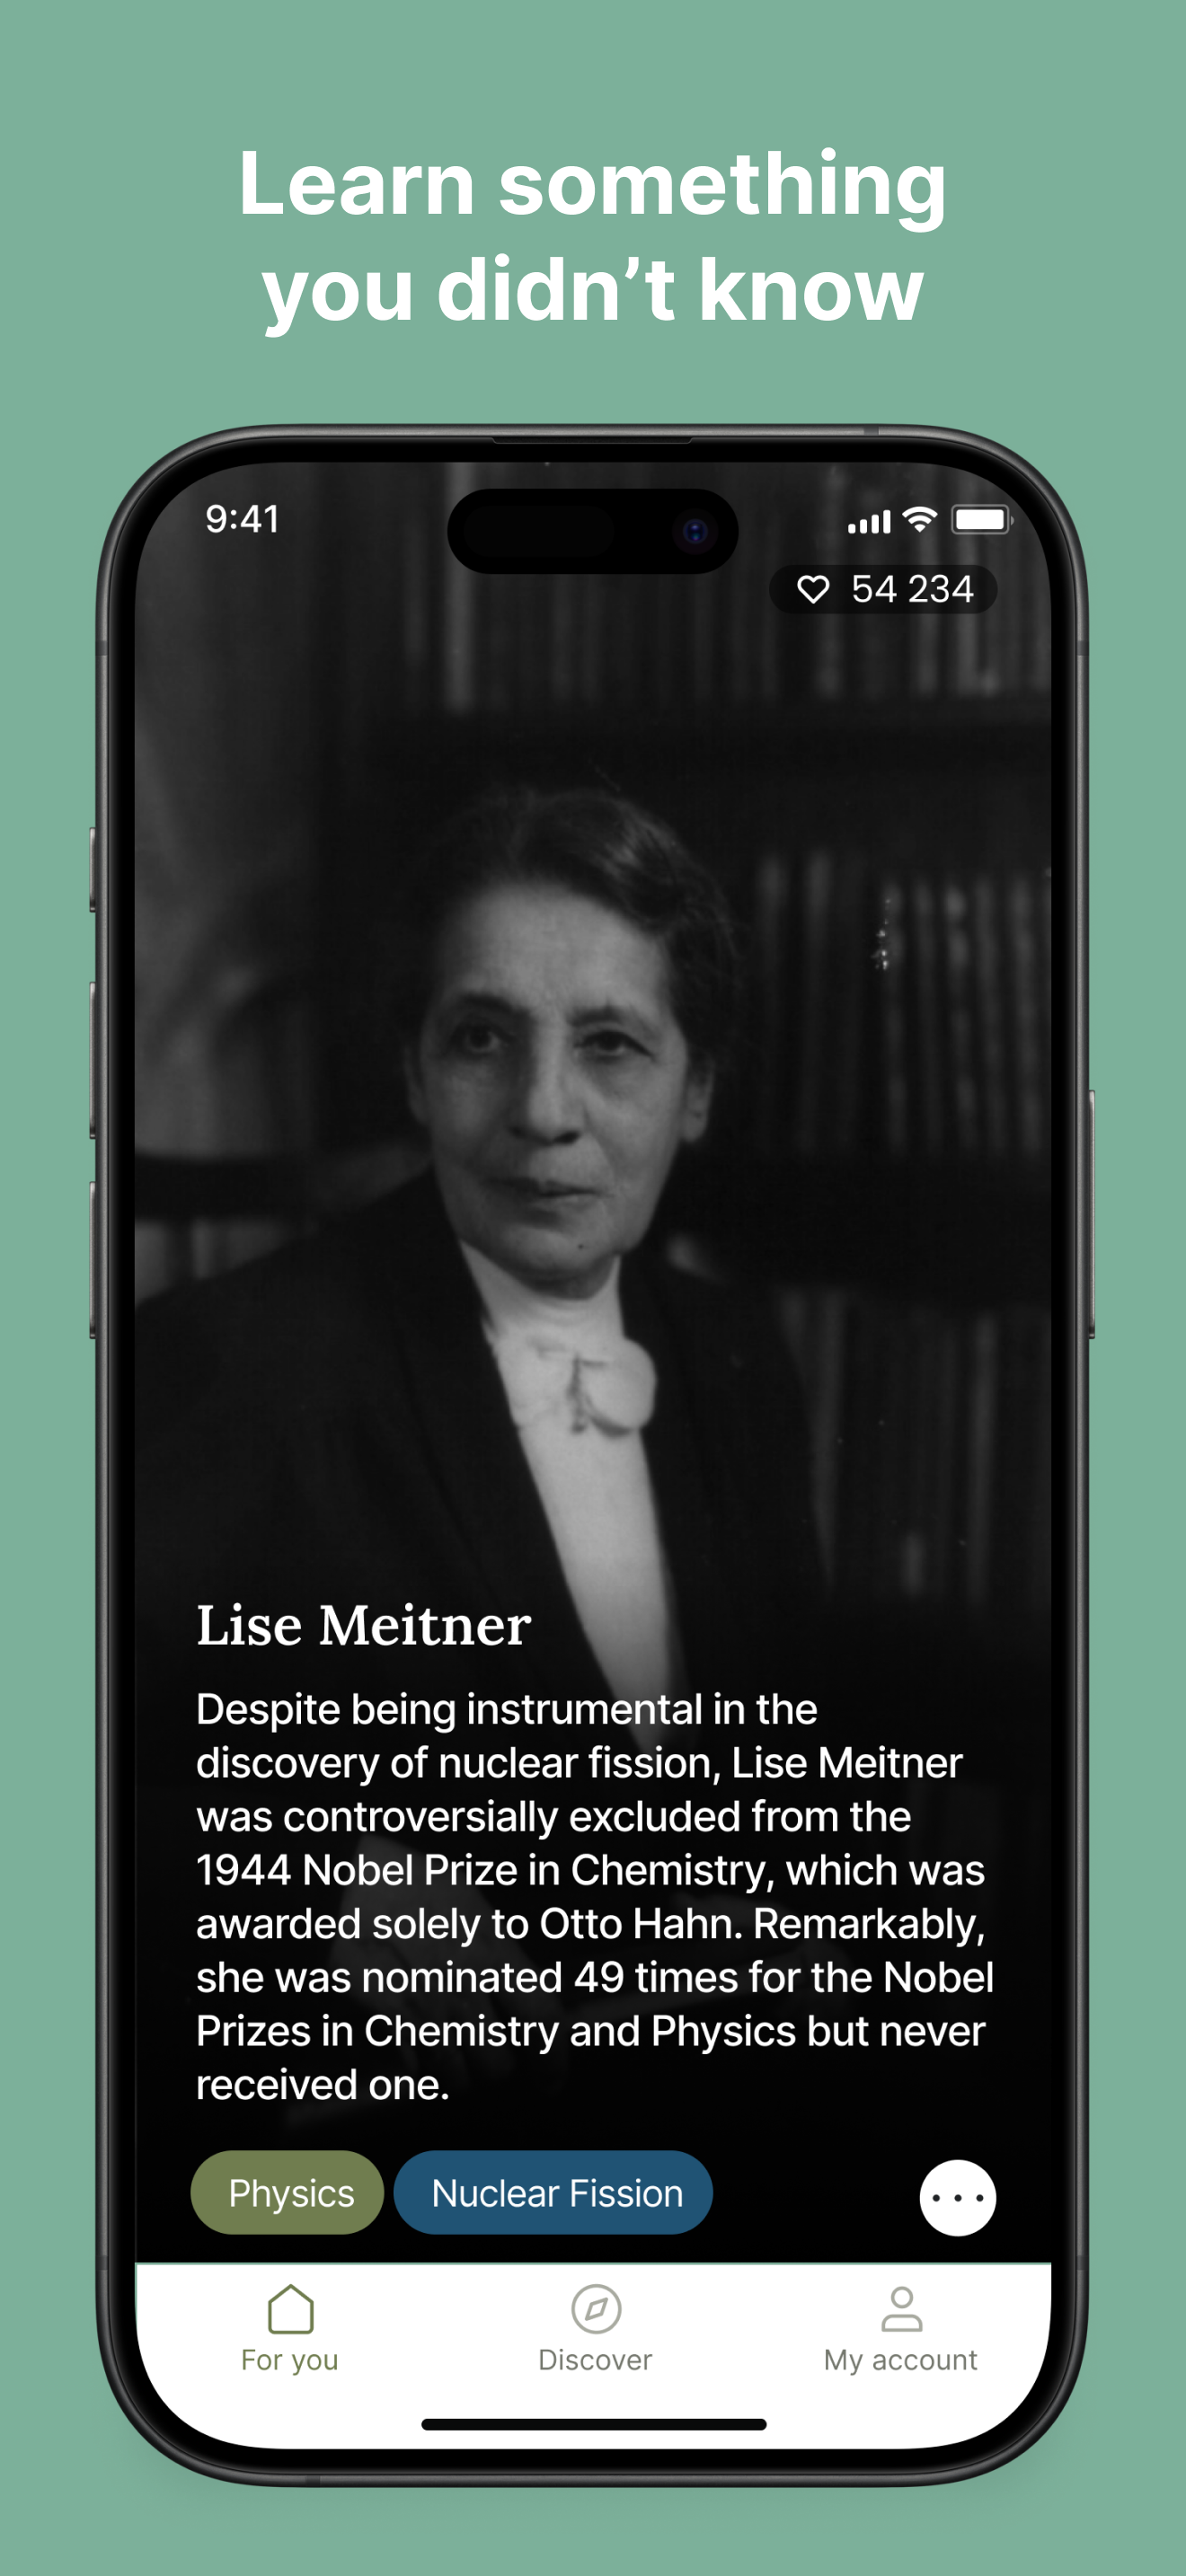 Learn something
you didn’t know
9:41
54 234
Lise Meitner
Despite being instrumental in the
discovery of nuclear fission, Lise Meitner
was controversially excluded from the
1944 Nobel Prize in Chemistry, which was
awarded solely to Otto Hahn. Remarkably,
she was nominated 49 times for the Nobel
Prizes in Chemistry and Physics but never
received one.
Physics Nuclear Fission
For you Discover My account